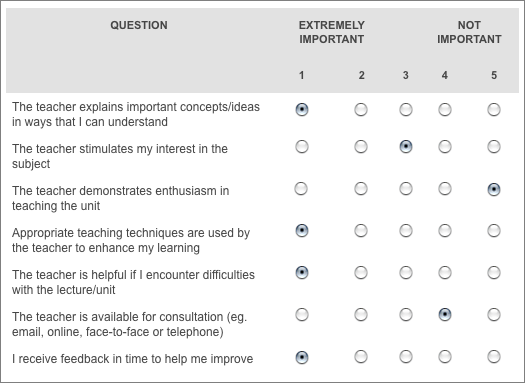 QUESTION
EXTREMELY
IMPORTANT
NOT
IMPORTANT
1 2 3 4 5
The teacher explains important concepts/ideas
in ways that I can understand
The teacher stimulates my interest in the
subject
The teacher demonstrates enthusiasm in
teaching the unit
Appropriate teaching techniques are used by
the teacher to enhance my learning
The teacher is helpful if I encounter difficulties
with the lecture/unit
The teacher is available for consultation (eg.
email, online, face-to-face or telephone)
I receive feedback in time to help me improve